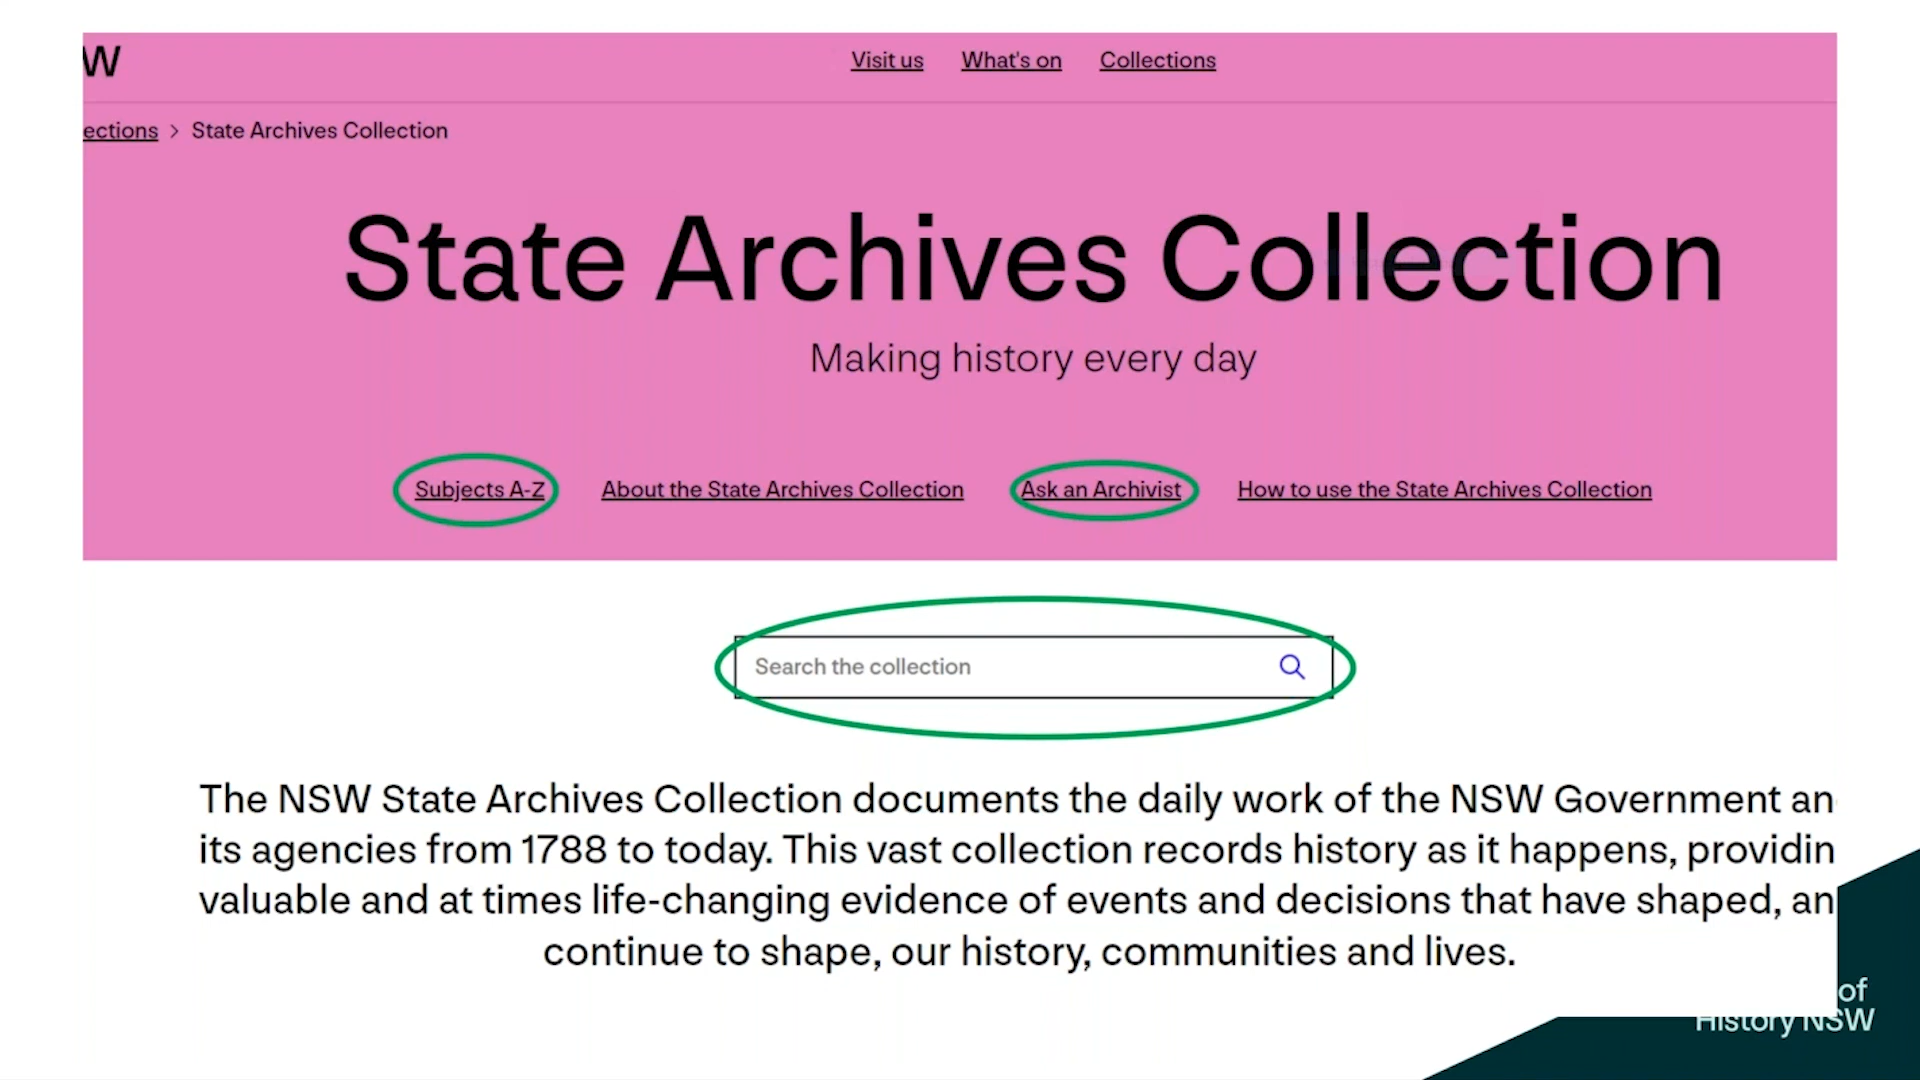 W
Visit us
What's on
Collections
ections > State Archives Collection
State Archives Collection
Making history every day
Subjects A-Z
About the State Archives Collection
Ask an Archivist
How to use the State Archives Collection
Search the collection
The NSW State Archives Collection documents the daily work of the NSW Government an
its agencies from 1788 to today. This vast collection records history as it happens, providin
valuable and at times life-changing evidence of events and decisions that have shaped, an
continue to shape, our history, communities and lives.
of
History NSW